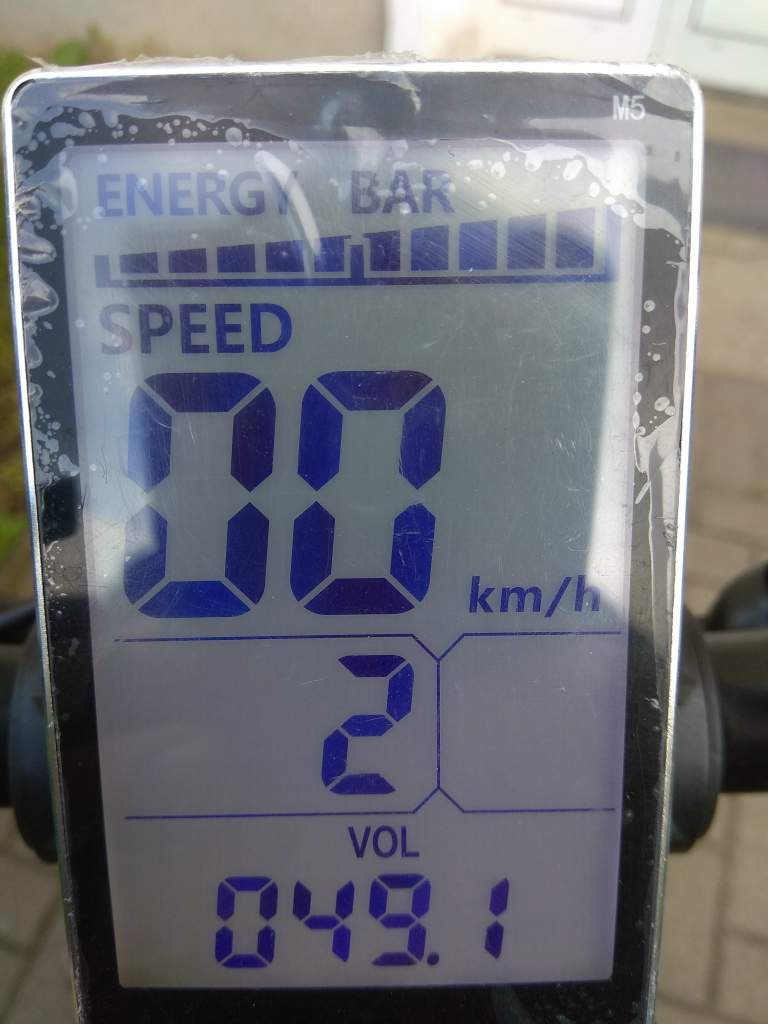 M5
ENERGY BAR
SPEED
00
km/h
2
VOL
049.1